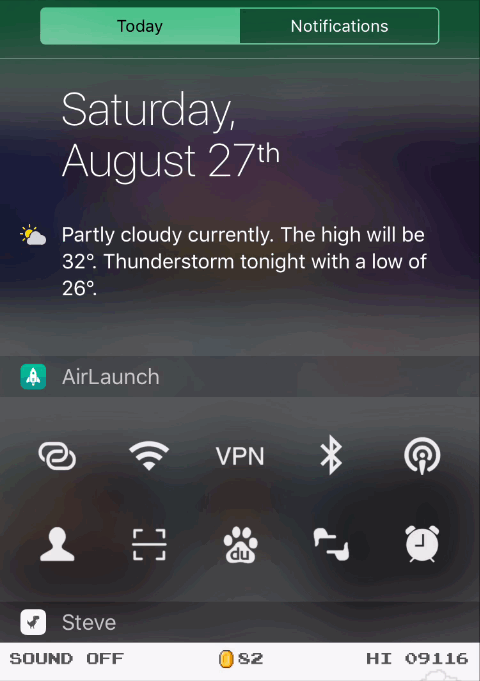 Today
Notifications
Saturday,
August 27th
Partly cloudy currently. The high will be
32°. Thunderstorm tonight with a low of
26°.
AirLaunch
VPN
du
Steve
SOUND OFF
82
HI 09116